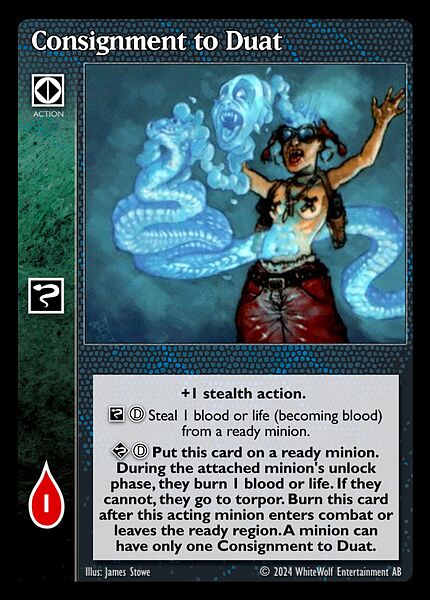 Consignment to Duat
ACTION
+1 stealth action.
Ⓓ Steal 1 blood or life (becoming blood)
from a ready minion.
Ⓓ Put this card on a ready minion.
During the attached minion's unlock
phase, they burn 1 blood or life. If they
cannot, they go to torpor. Burn this card
after this acting minion enters combat or
leaves the ready region. A minion can
have only one Consignment to Duat.
1
Illus: James Stowe
© 2024 WhiteWolf Entertainment AB